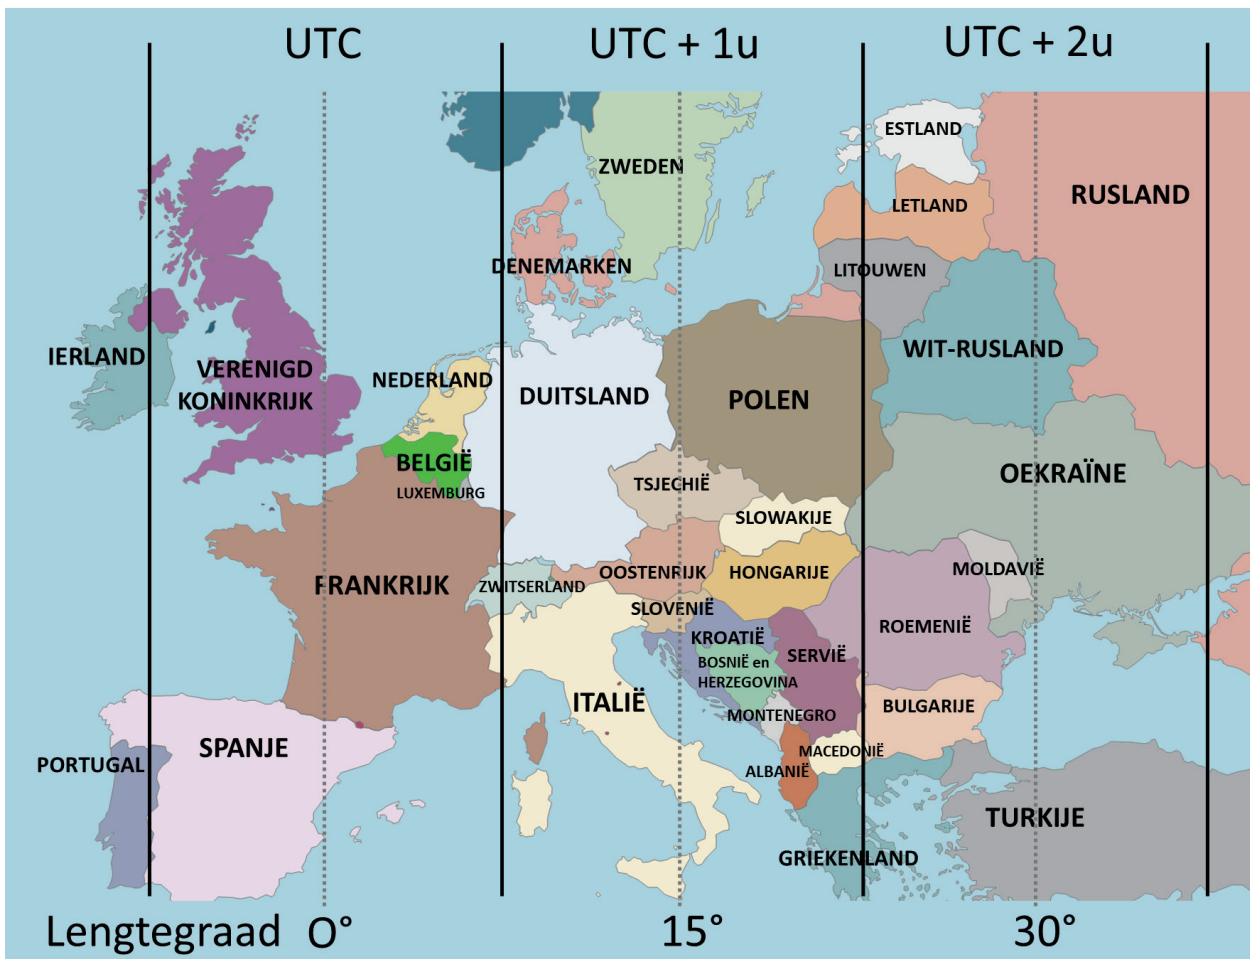 UTC
UTC + 1u
UTC + 2u
ESTLAND
ZWEDEN
RUSLAND
LETLAND
DENEMARKEN
LITOUWEN
IERLAND
WIT-RUSLAND
VERENIGD
KONINKRIJK
NEDERLAND
DUITSLAND
POLEN
BELGIË
LUXEMBURG
TSJECHIË
OEKRAÏNE
SLOWAKIJE
FRANKRIJK
ZWITSERLAND
OOSTENRIJK
HONGARIJE
MOLDAVIË
SLOVENIË
ROEMENIË
KROATIË
SERVIË
BOSNIË en
HERZEGOVINA
ITALIË
MONTENEGRO
BULGARIJE
SPANJE
PORTUGAL
MACEDONIË
ALBANIË
TURKIJE
GRIEKENLAND
Lengtegraad O° 15° 30°